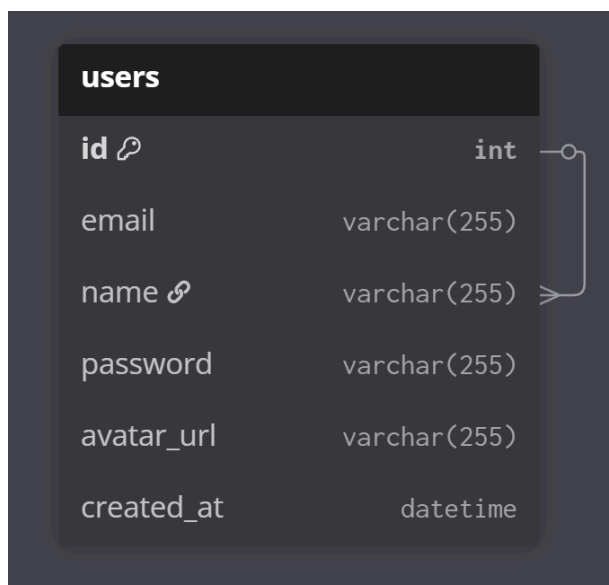 users
id int
email varchar(255)
name varchar(255)
password varchar(255)
avatar_url varchar(255)
created_at datetime